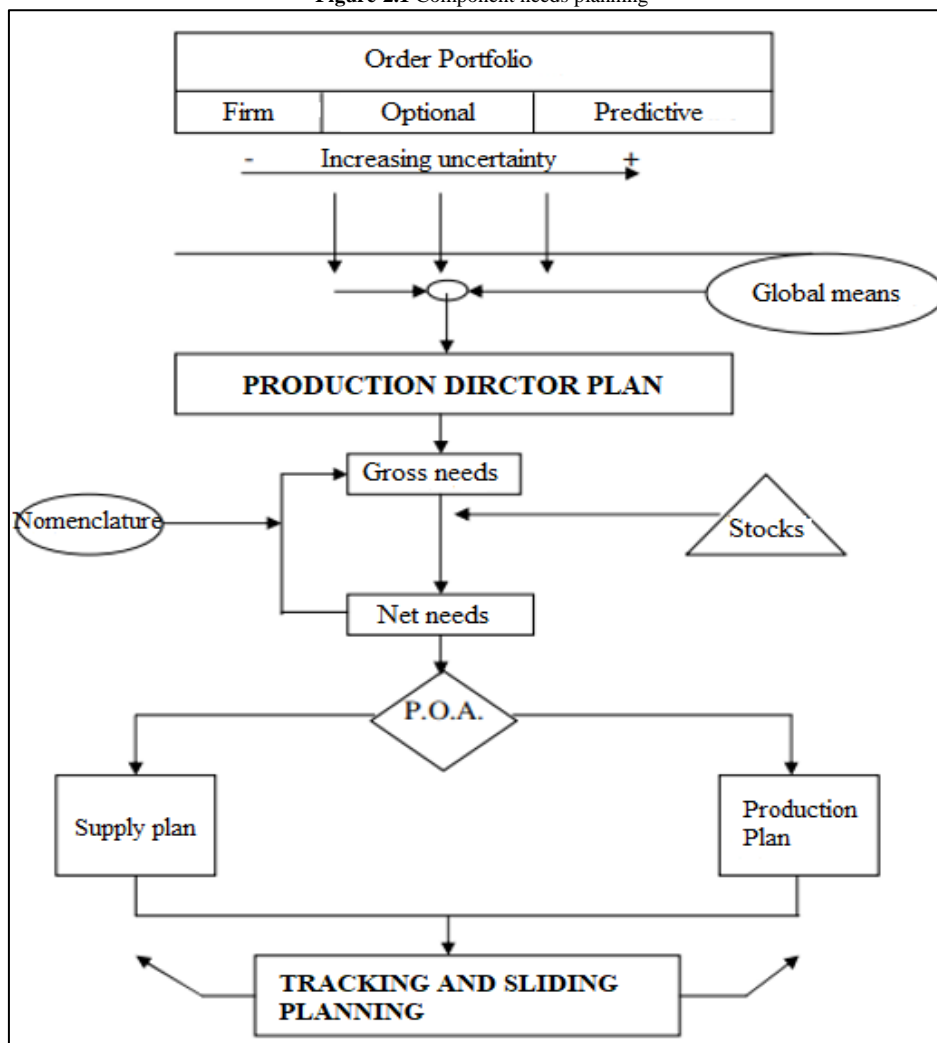 Figure 2.1 Component needs planning
Order Portfolio
Firm Optional Predictive
- Increasing uncertainty +
Global means
PRODUCTION DIRCTOR PLAN
Gross needs
Nomenclature
Stocks
Net needs
P.O.A.
Supply plan
Production
Plan
TRACKING AND SLIDING
PLANNING